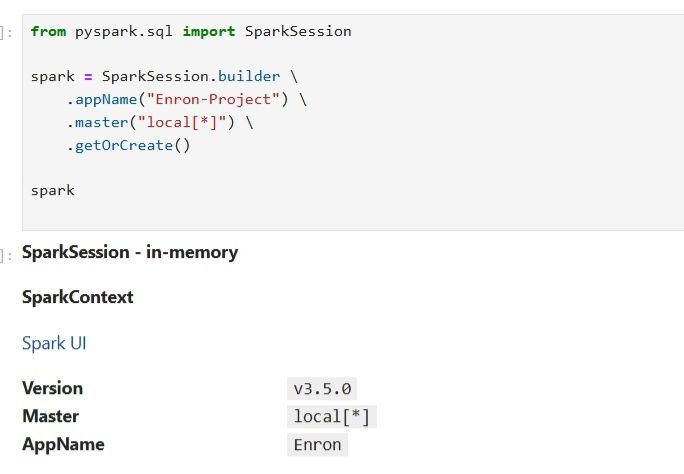 ]:
from pyspark.sql import SparkSession
spark = SparkSession.builder \
    .appName("Enron-Project") \
    .master("local[*]") \
    .getOrCreate()
spark
]:
SparkSession - in-memory
SparkContext
Spark UI
Version v3.5.0
Master local[*]
AppName Enron